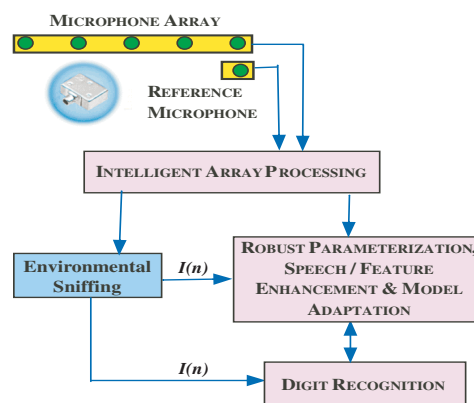 MICROPHONE ARRAY
REFERENCE
MICROPHONE
INTELLIGENT ARRAY PROCESSING
Environmental
Sniffing
I(n)
ROBUST PARAMETERIZATION,
SPEECH / FEATURE
ENHANCEMENT & MODEL
ADAPTATION
I(n)
DIGIT RECOGNITION